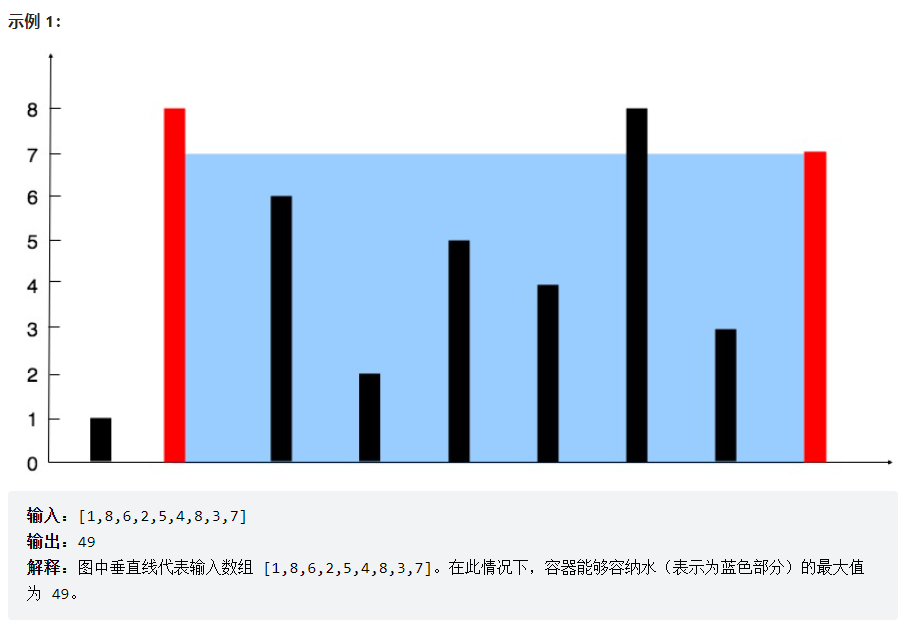 示例 1：
8
7
6
5
4
3
2
1
0
输入：[1,8,6,2,5,4,8,3,7]
输出：49
解释：图中垂直线代表输入数组 [1,8,6,2,5,4,8,3,7]。在此情况下，容器能够容纳水（表示为蓝色部分）的最大值
为 49。